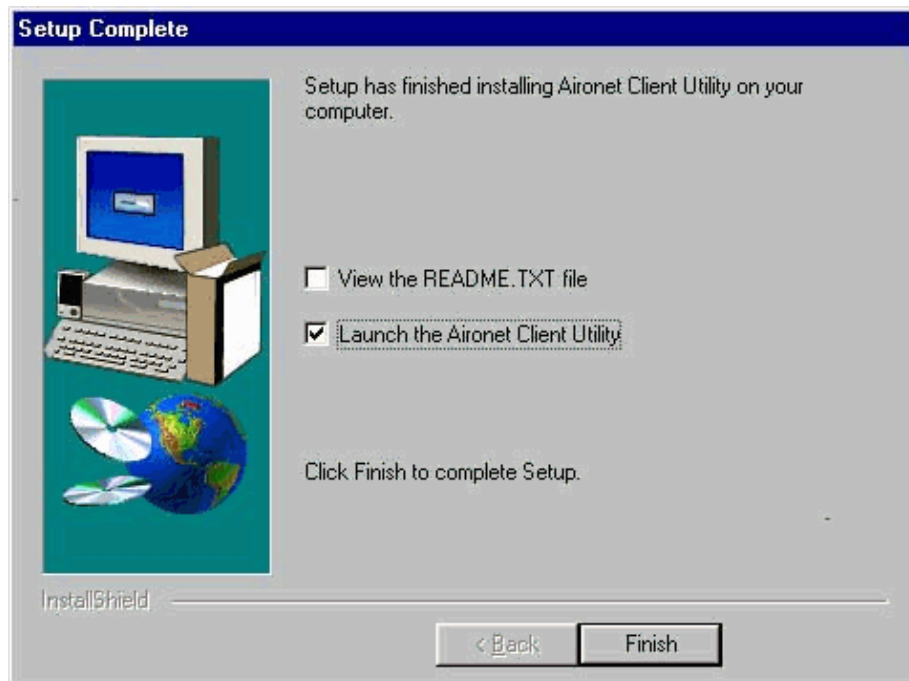 Setup Complete
Setup has finished installing Aironet Client Utility on your
computer.
View the README.TXT file
Launch the Aironet Client Utility
Click Finish to complete Setup.
InstallShield
< Back
Finish